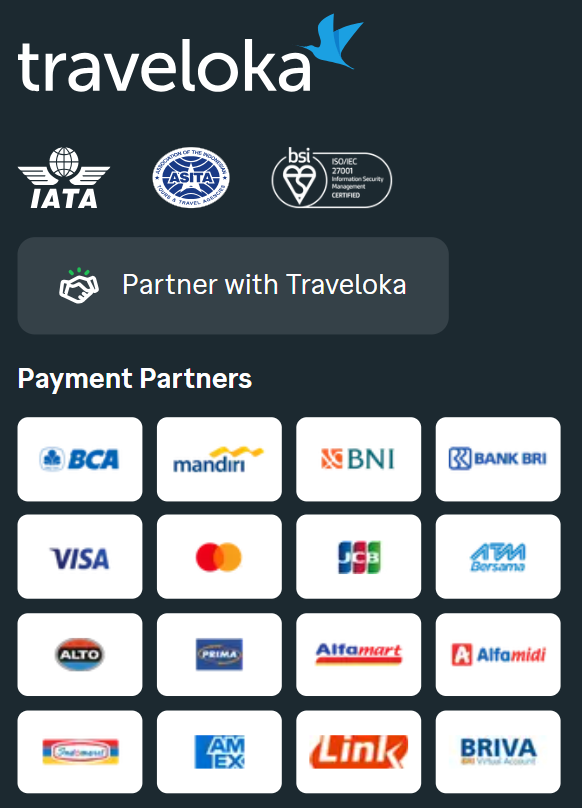 traveloka
IATA
ASSOCIATION OF THE INDONESIAN
ASITA
TOURS & TRAVEL AGENCIES
bsi
ISO/IEC
27001
Information Security
Management
CERTIFIED
Partner with Traveloka
Payment Partners
BCA
mandiri
BNI
BANK BRI
VISA
JCB
ATM
Bersama
ALTO
PRIMA
Alfamart
Alfamidi
Indomaret
AM
EX
Link
BRIVA
BRI Virtual Account